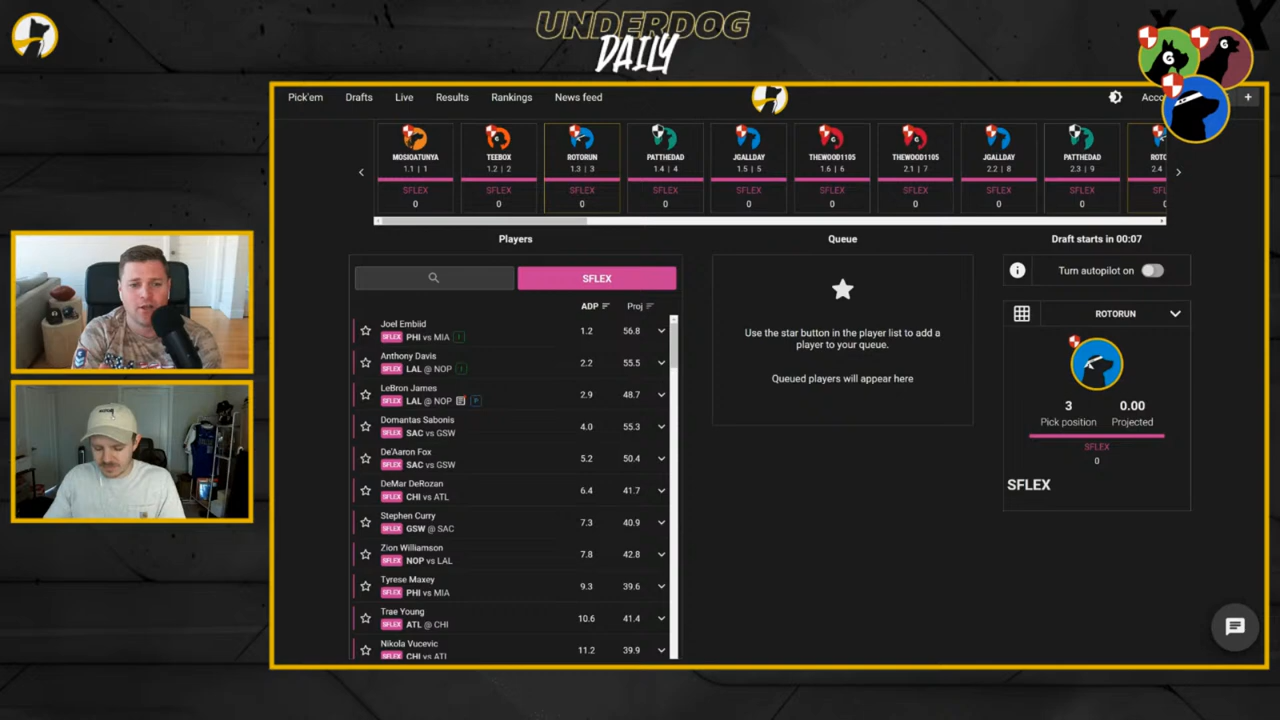 UNDERDOG
DAILY
Pick'em Drafts Live Results Rankings News feed
MOSIOATUNYA TEEBOX ROTORUN PATTHEDAD JGALLDAY THEWOOD1105 THEWOOD1105 JGALLDAY PATTHEDAD
1.1 | 1 1.2 | 2 1.3 | 3 1.4 | 4 1.5 | 5 1.6 | 6 2.1 | 7 2.2 | 8 2.3 | 9 2.4
SFLEX SFLEX SFLEX SFLEX SFLEX SFLEX SFLEX SFLEX SFLEX
0 0 0 0 0 0 0 0 0 0
Players Queue Draft starts in 00:07
SFLEX
Turn autopilot on
ADP Proj
ROTORUN
Joel Embiid
SFLEX PHI vs MIA 1.2 56.8
Use the star button in the player list to add a
player to your queue.
Anthony Davis
SFLEX LAL @ NOP 2.2 55.5
Queued players will appear here
LeBron James
SFLEX LAL @ NOP P 2.9 48.7
3 0.00
Pick position Projected
Domantas Sabonis
SFLEX SAC vs GSW 4.0 55.3
SFLEX
0
De'Aaron Fox
SFLEX SAC vs GSW 5.2 50.4
SFLEX
DeMar DeRozan
SFLEX CHI vs ATL 6.4 41.7
Stephen Curry
SFLEX GSW @ SAC 7.3 40.9
Zion Williamson
SFLEX NOP vs LAL 7.8 42.8
Tyrese Maxey
SFLEX PHI vs MIA 9.3 39.6
Trae Young
SFLEX ATL @ CHI 10.6 41.4
Nikola Vucevic
SFLEX CHI vs ATL 11.2 39.9